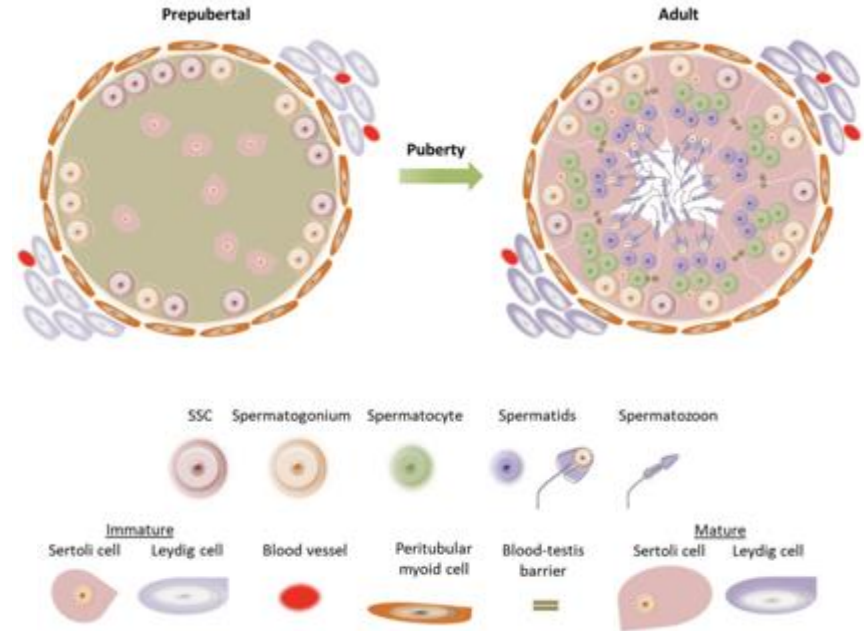 Prepubertal
Adult
Puberty
SSC
Spermatogonium
Spermatocyte
Spermatids
Spermatozoon
Immature
Sertoli cell
Leydig cell
Blood vessel
Peritubular
myoid cell
Blood-testis
barrier
Mature
Sertoli cell
Leydig cell